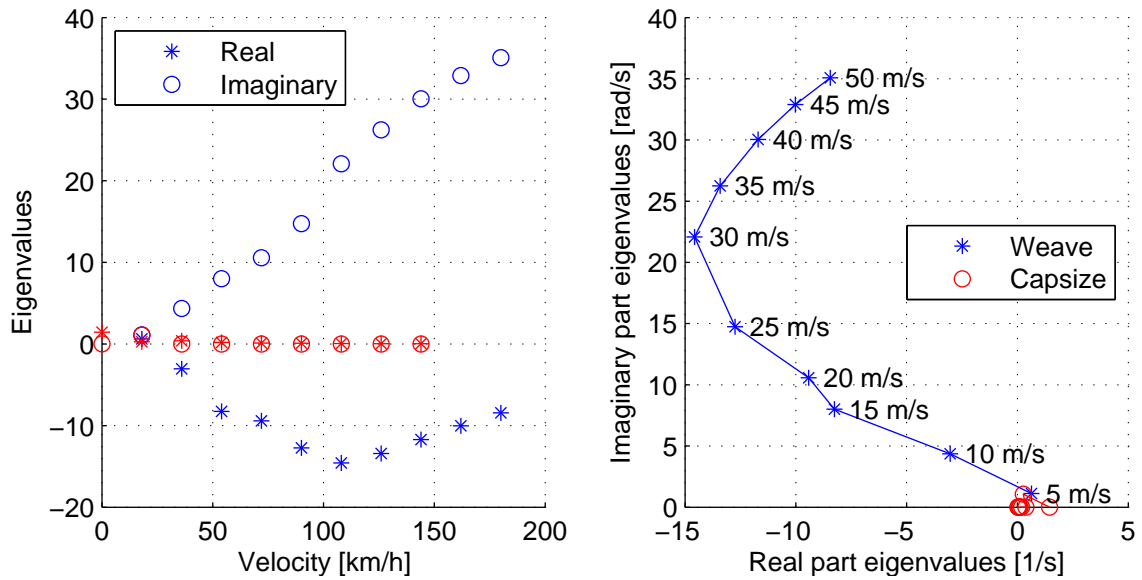 40
30
20
10
0
−10
−20
0
50
100
150
200
Eigenvalues
Velocity [km/h]
Real
Imaginary
40
35
30
25
20
15
10
5
0
−15
−10
−5
0
5
Imaginary part eigenvalues [rad/s]
Real part eigenvalues [1/s]
50 m/s
45 m/s
40 m/s
35 m/s
30 m/s
25 m/s
20 m/s
15 m/s
10 m/s
5 m/s
Weave
Capsize